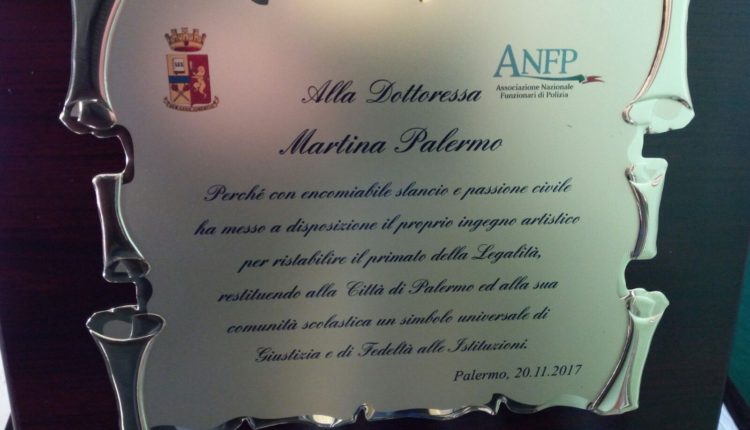 ANFP
Associazione Nazionale
Funzionari di Polizia
Alla Dottoressa
Martina Palermo
Perché con encomiabile slancio e passione civile
ha messo a disposizione il proprio ingegno artistico
per ristabilire il primato della Legalità,
restituendo alla Città di Palermo ed alla sua
comunità scolastica un simbolo universale di
Giustizia e di Fedeltà alle Istituzioni.
Palermo, 20.11.2017